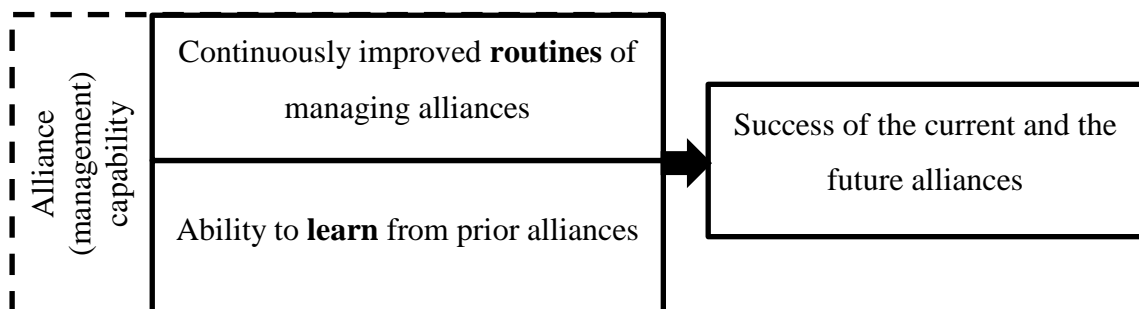 Alliance
(management)
capability
Continuously improved routines of
managing alliances
Ability to learn from prior alliances
Success of the current and the
future alliances